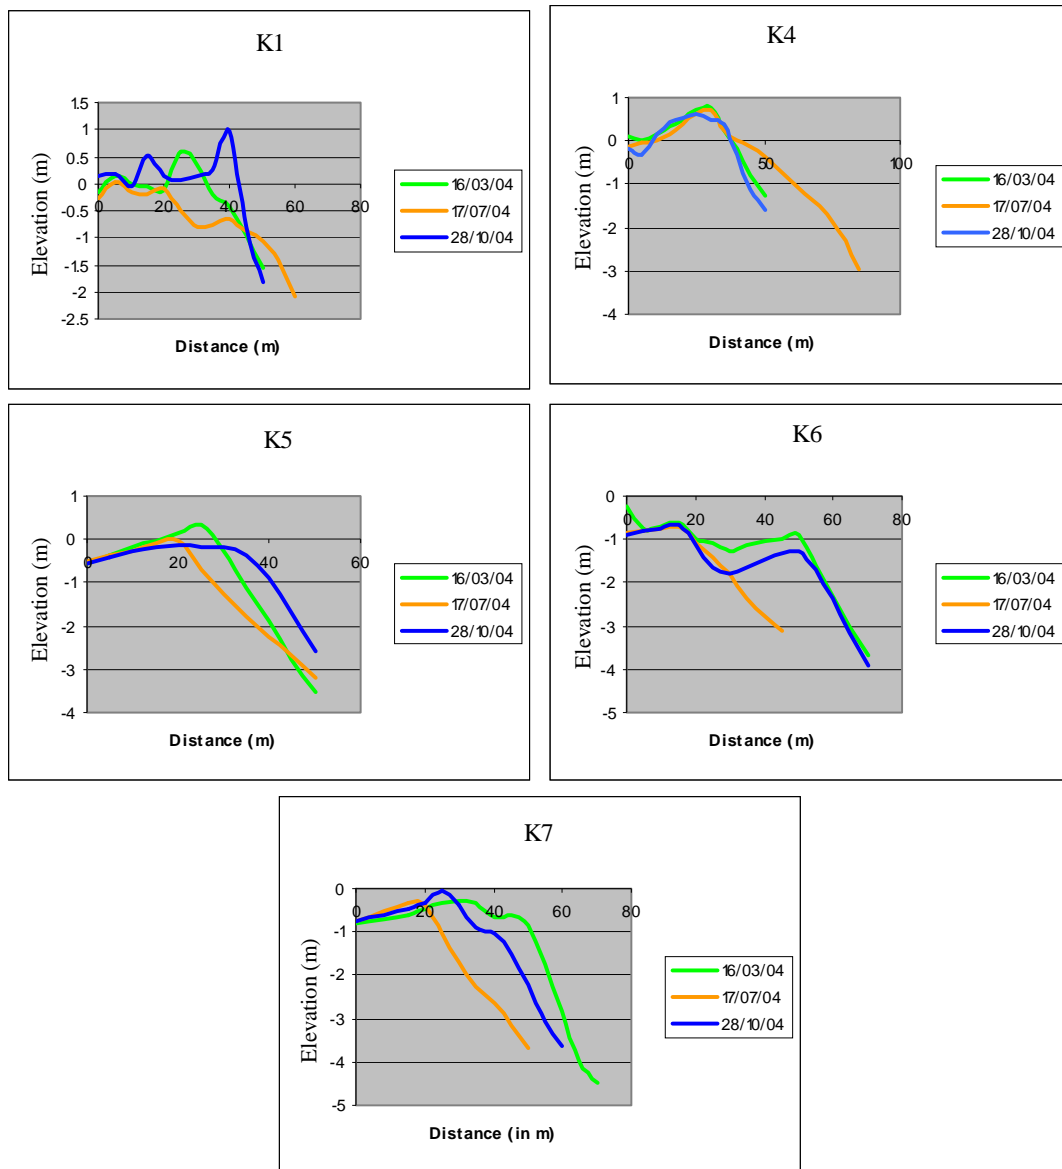 K1
Elevation (m)
1.5
1
0.5
0
-0.5
-1
-1.5
-2
-2.5
0 20 40 60 80
Distance (m)
16/03/04
17/07/04
28/10/04
K4
Elevation (m)
1
0
-1
-2
-3
-4
0 50 100
Distance (m)
16/03/04
17/07/04
28/10/04
K5
Elevation (m)
1
0
-1
-2
-3
-4
0 20 40 60
Distance (m)
16/03/04
17/07/04
28/10/04
K6
Elevation (m)
0
-1
-2
-3
-4
-5
0 20 40 60 80
Distance (m)
16/03/04
17/07/04
28/10/04
K7
Elevation (m)
0
-1
-2
-3
-4
-5
0 20 40 60 80
Distance (in m)
16/03/04
17/07/04
28/10/04